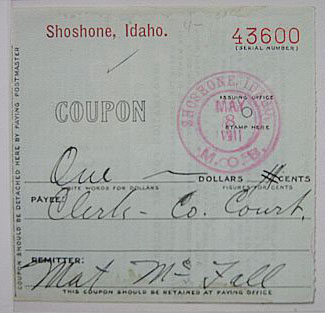 Shoshone, Idaho.
43600
(SERIAL NUMBER)
ISSUING OFFICE
6
STAMP HERE
SHOSHONE, IDAHO.
MAY
8
1911
M.O.B.
COUPON
One — DOLLARS CENTS
WRITE WORDS FOR DOLLARS FIGURES FOR CENTS
PAYEE:
Clerk - Co. Court.
REMITTER:
Mat McFall
THIS COUPON SHOULD BE RETAINED AT PAYING OFFICE
COUPON SHOULD BE DETACHED HERE BY PAYING POSTMASTER